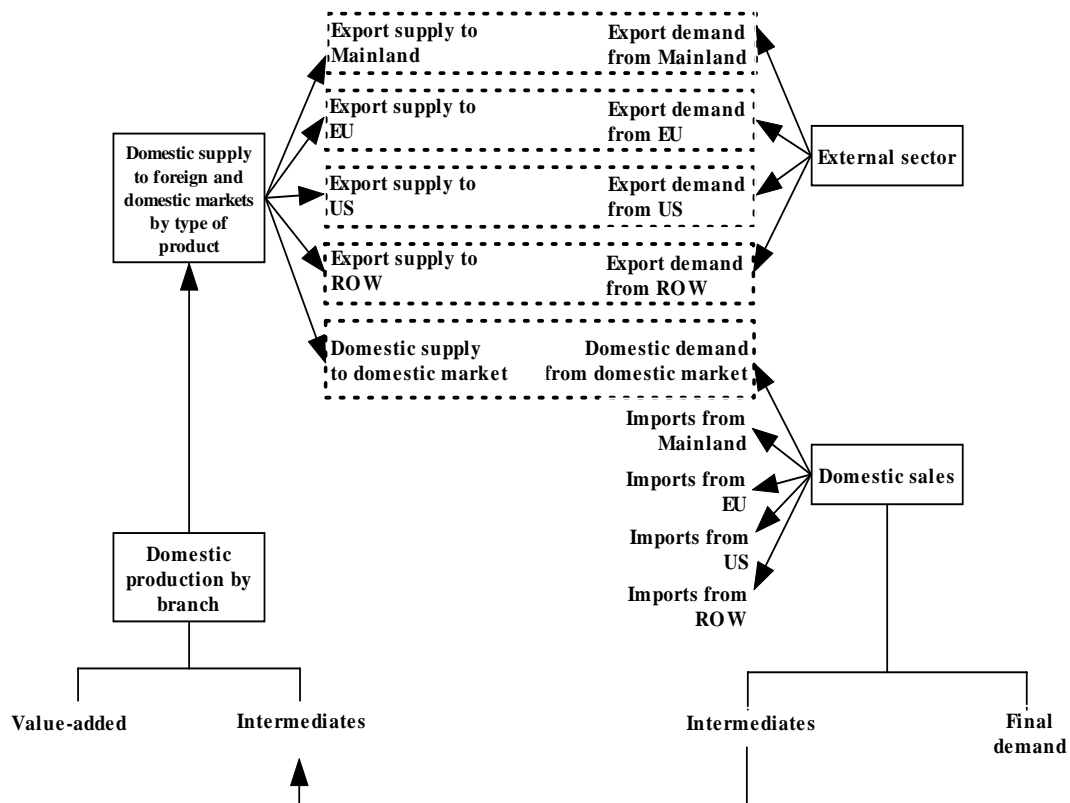 Export supply to
Mainland
Export demand
from Mainland
Export supply to
EU
Export demand
from EU
Domestic supply
to foreign and
domestic markets
by type of
product
External sector
Export supply to
US
Export demand
from US
Export supply to
ROW
Export demand
from ROW
Domestic supply
to domestic market
Domestic demand
from domestic market
Imports from
Mainland
Domestic sales
Imports from
EU
Imports from
US
Domestic
production by
branch
Imports from
ROW
Value-added
Intermediates
Intermediates
Final
demand